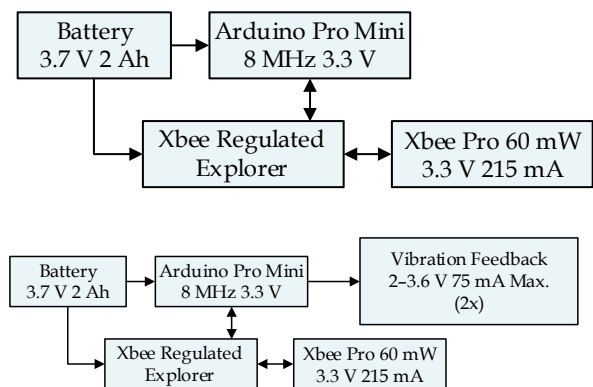 Battery
3.7 V 2 Ah
Arduino Pro Mini
8 MHz 3.3 V
Xbee Regulated
Explorer
Xbee Pro 60 mW
3.3 V 215 mA
Battery
3.7 V 2 Ah
Arduino Pro Mini
8 MHz 3.3 V
Vibration Feedback
2–3.6 V 75 mA Max.
(2x)
Xbee Regulated
Explorer
Xbee Pro 60 mW
3.3 V 215 mA